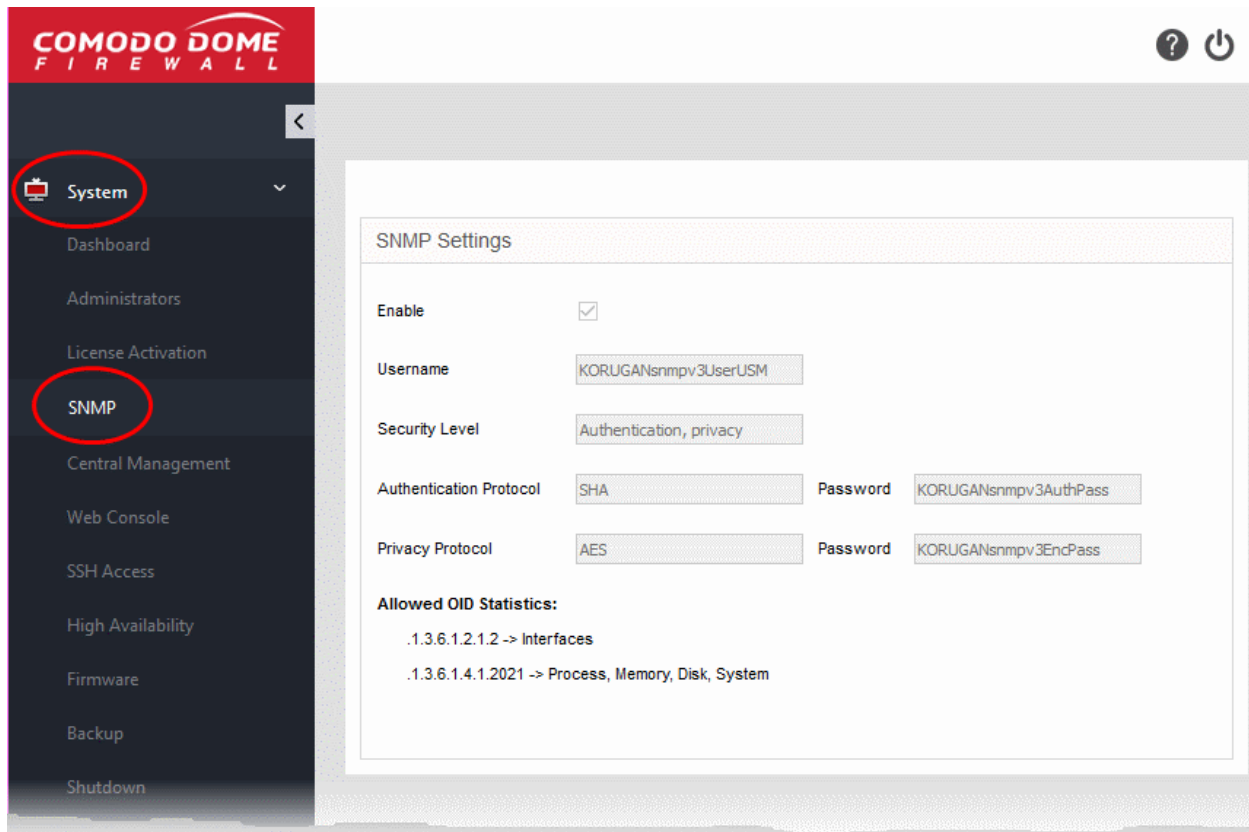 COMODO DOME
FIREWALL
System
Dashboard
Administrators
License Activation
SNMP
Central Management
Web Console
SSH Access
High Availability
Firmware
Backup
Shutdown
SNMP Settings
Enable
Username KORUGANsnmpv3UserUSM
Security Level Authentication, privacy
Authentication Protocol SHA Password KORUGANsnmpv3AuthPass
Privacy Protocol AES Password KORUGANsnmpv3EncPass
Allowed OID Statistics:
.1.3.6.1.2.1.2 -> Interfaces
.1.3.6.1.4.1.2021 -> Process, Memory, Disk, System